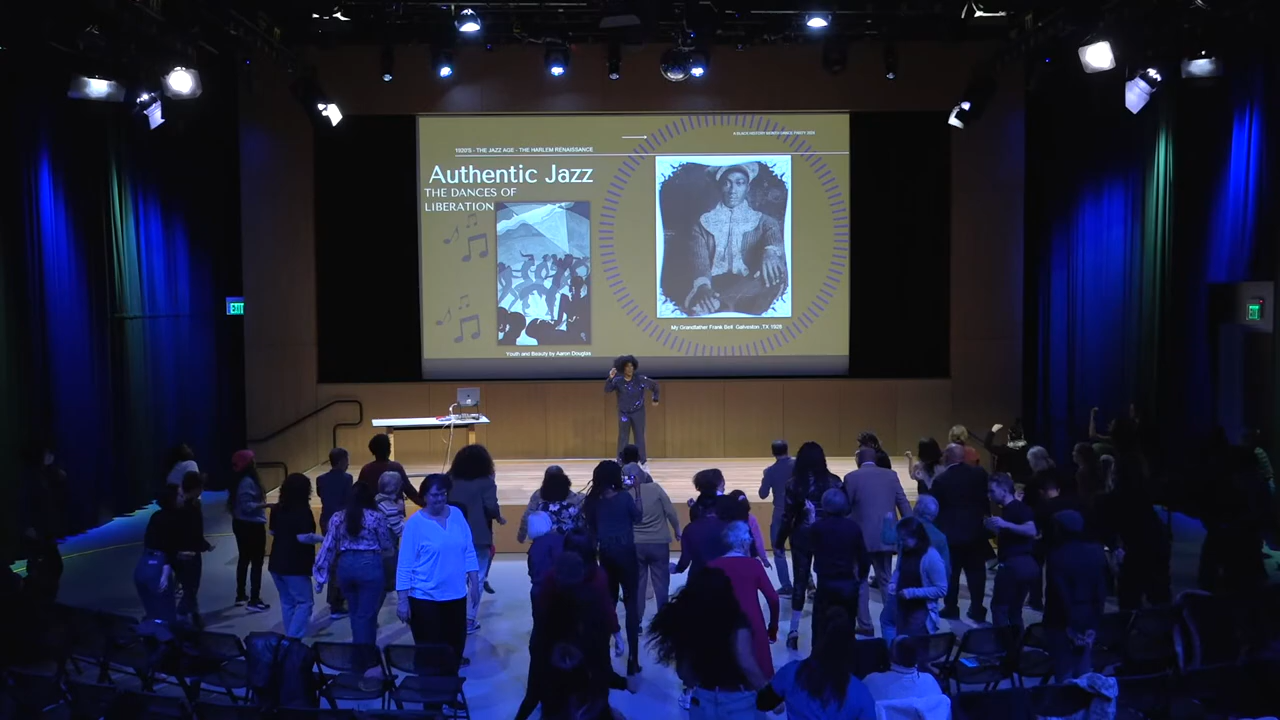 A BLACK HISTORY MONTH DANCE PARTY 2024
1920'S - THE JAZZ AGE - THE HARLEM RENAISSANCE
Authentic Jazz
THE DANCES OF
LIBERATION
My Grandfather Frank Bell Galveston ,TX 1928
Youth and Beauty by Aaron Douglas
EXIT
EXIT